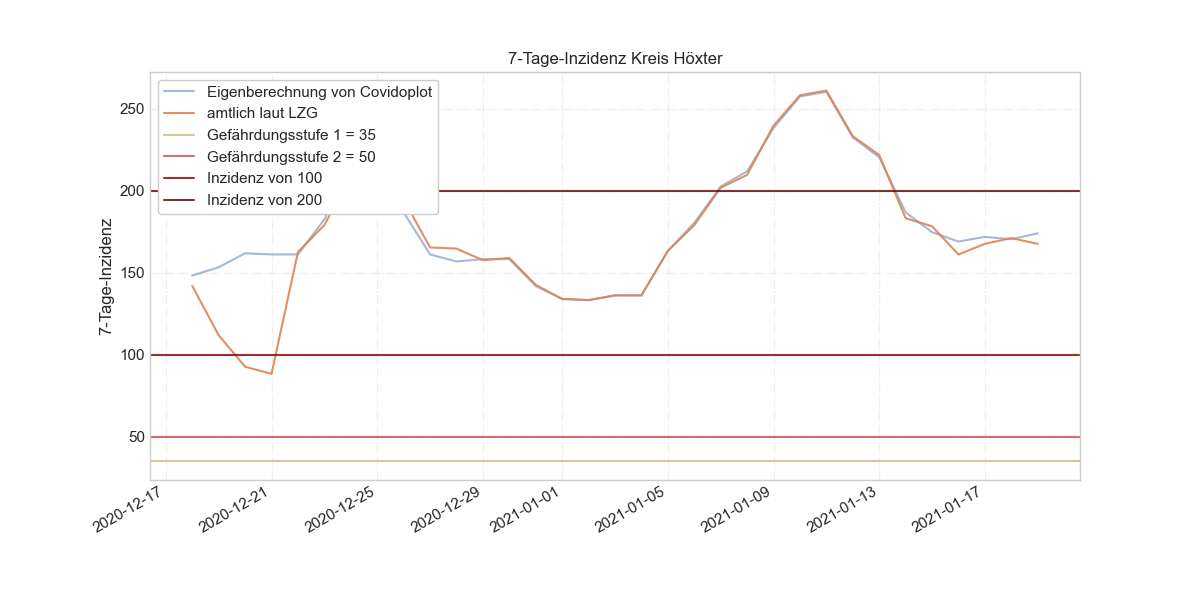 7-Tage-Inzidenz Kreis Höxter
Eigenberechnung von Covidoplot
amtlich laut LZG
Gefährdungsstufe 1 = 35
Gefährdungsstufe 2 = 50
Inzidenz von 100
Inzidenz von 200
7-Tage-Inzidenz
250
200
150
100
50
2020-12-17
2020-12-21
2020-12-25
2020-12-29
2021-01-01
2021-01-05
2021-01-09
2021-01-13
2021-01-17